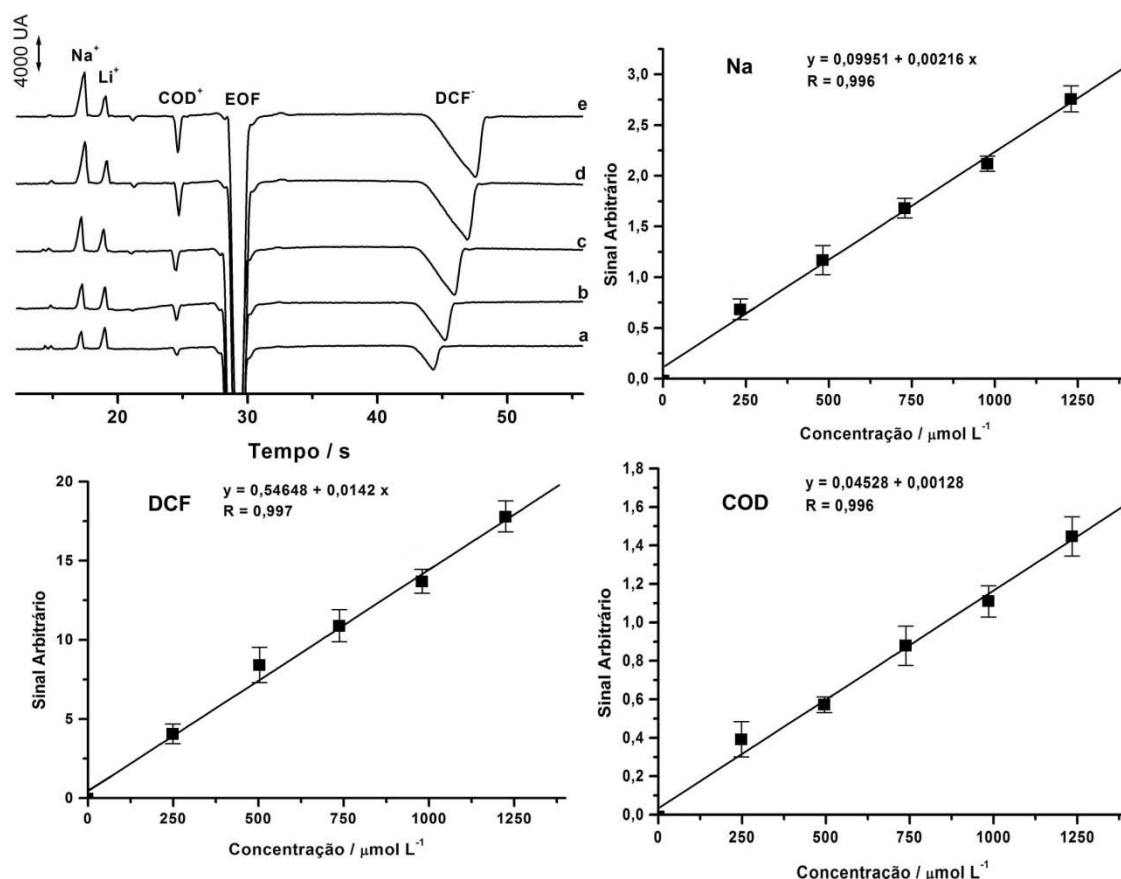 4000 UA
Na⁺
Li⁺
COD⁺
EOF
DCF⁻
e
d
c
b
a
20 30 40 50
Tempo / s
Na
y = 0,09951 + 0,00216 x
R = 0,996
Sinal Arbitrário
3,0
2,5
2,0
1,5
1,0
0,5
0,0
0 250 500 750 1000 1250
Concentração / μmol L⁻¹
DCF
y = 0,54648 + 0,0142 x
R = 0,997
Sinal Arbitrário
20
15
10
5
0
0 250 500 750 1000 1250
Concentração / μmol L⁻¹
COD
y = 0,04528 + 0,00128
R = 0,996
Sinal Arbitrário
1,8
1,6
1,4
1,2
1,0
0,8
0,6
0,4
0,2
0,0
0 250 500 750 1000 1250
Concentração / μmol L⁻¹